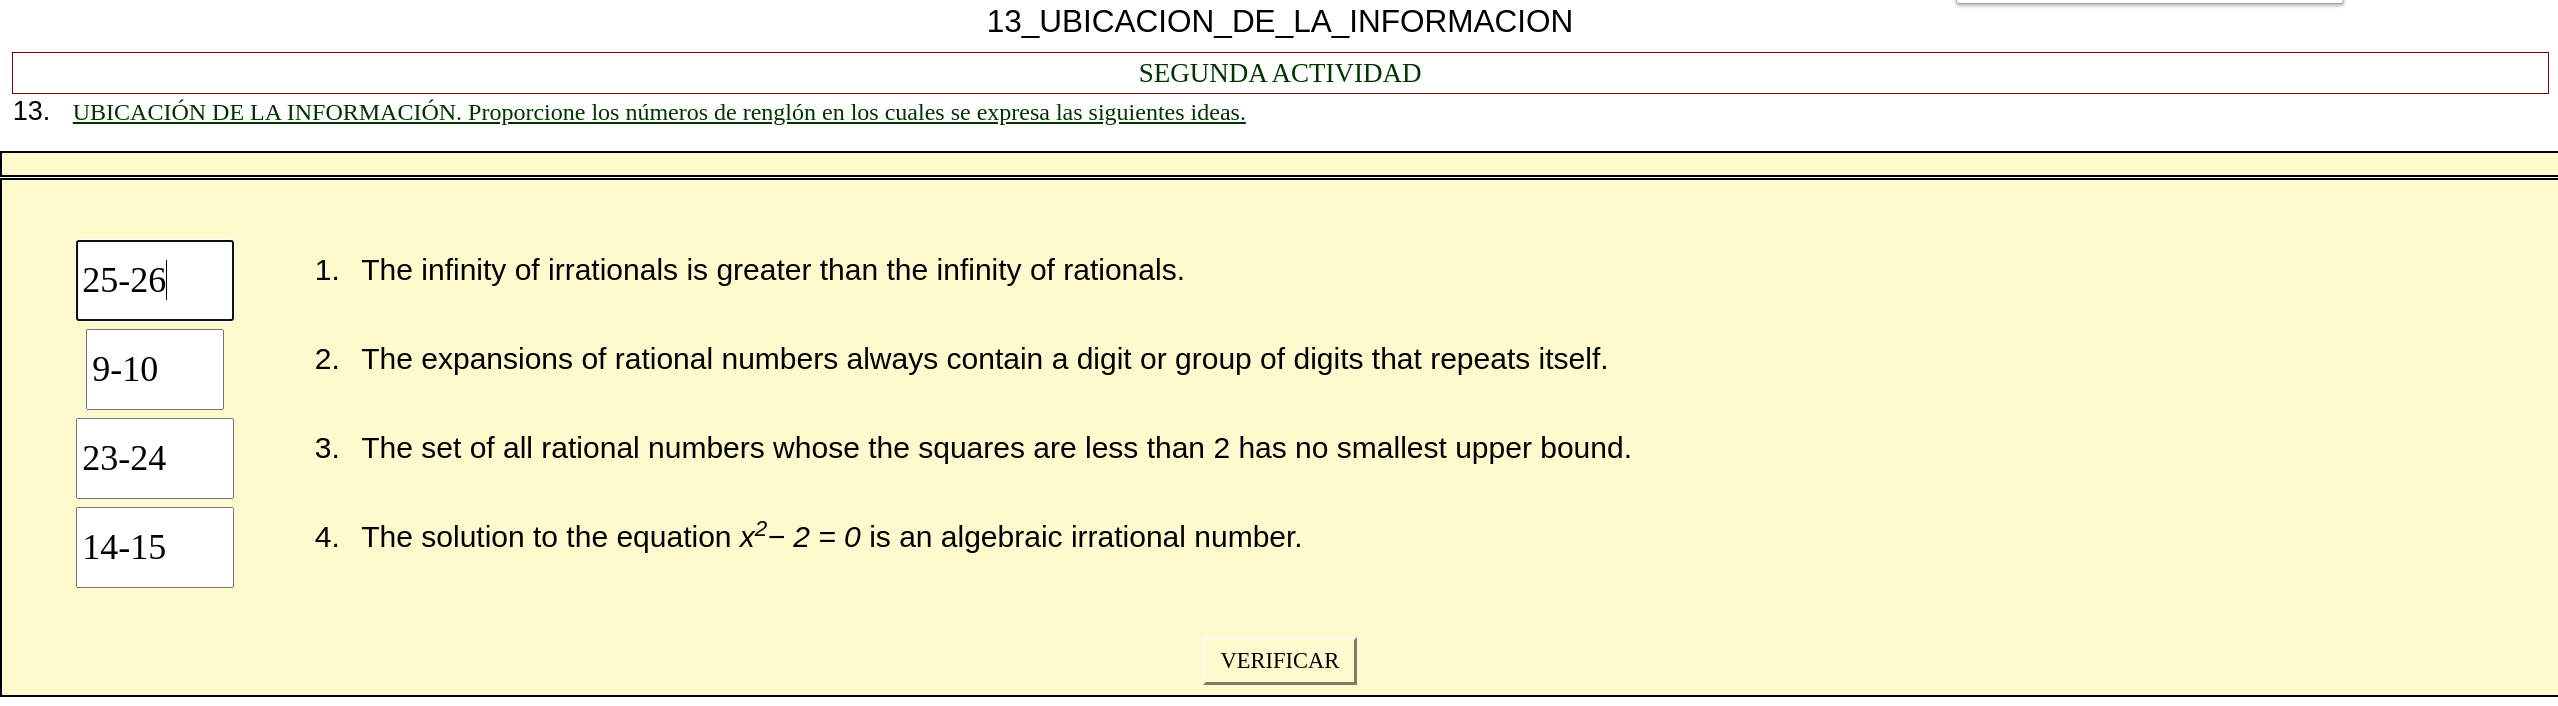 13_UBICACION_DE_LA_INFORMACION
SEGUNDA ACTIVIDAD
13. UBICACIÓN DE LA INFORMACIÓN. Proporcione los números de renglón en los cuales se expresa las siguientes ideas.
25-26 1. The infinity of irrationals is greater than the infinity of rationals.
9-10 2. The expansions of rational numbers always contain a digit or group of digits that repeats itself.
23-24 3. The set of all rational numbers whose the squares are less than 2 has no smallest upper bound.
14-15 4. The solution to the equation x²− 2 = 0 is an algebraic irrational number.
VERIFICAR